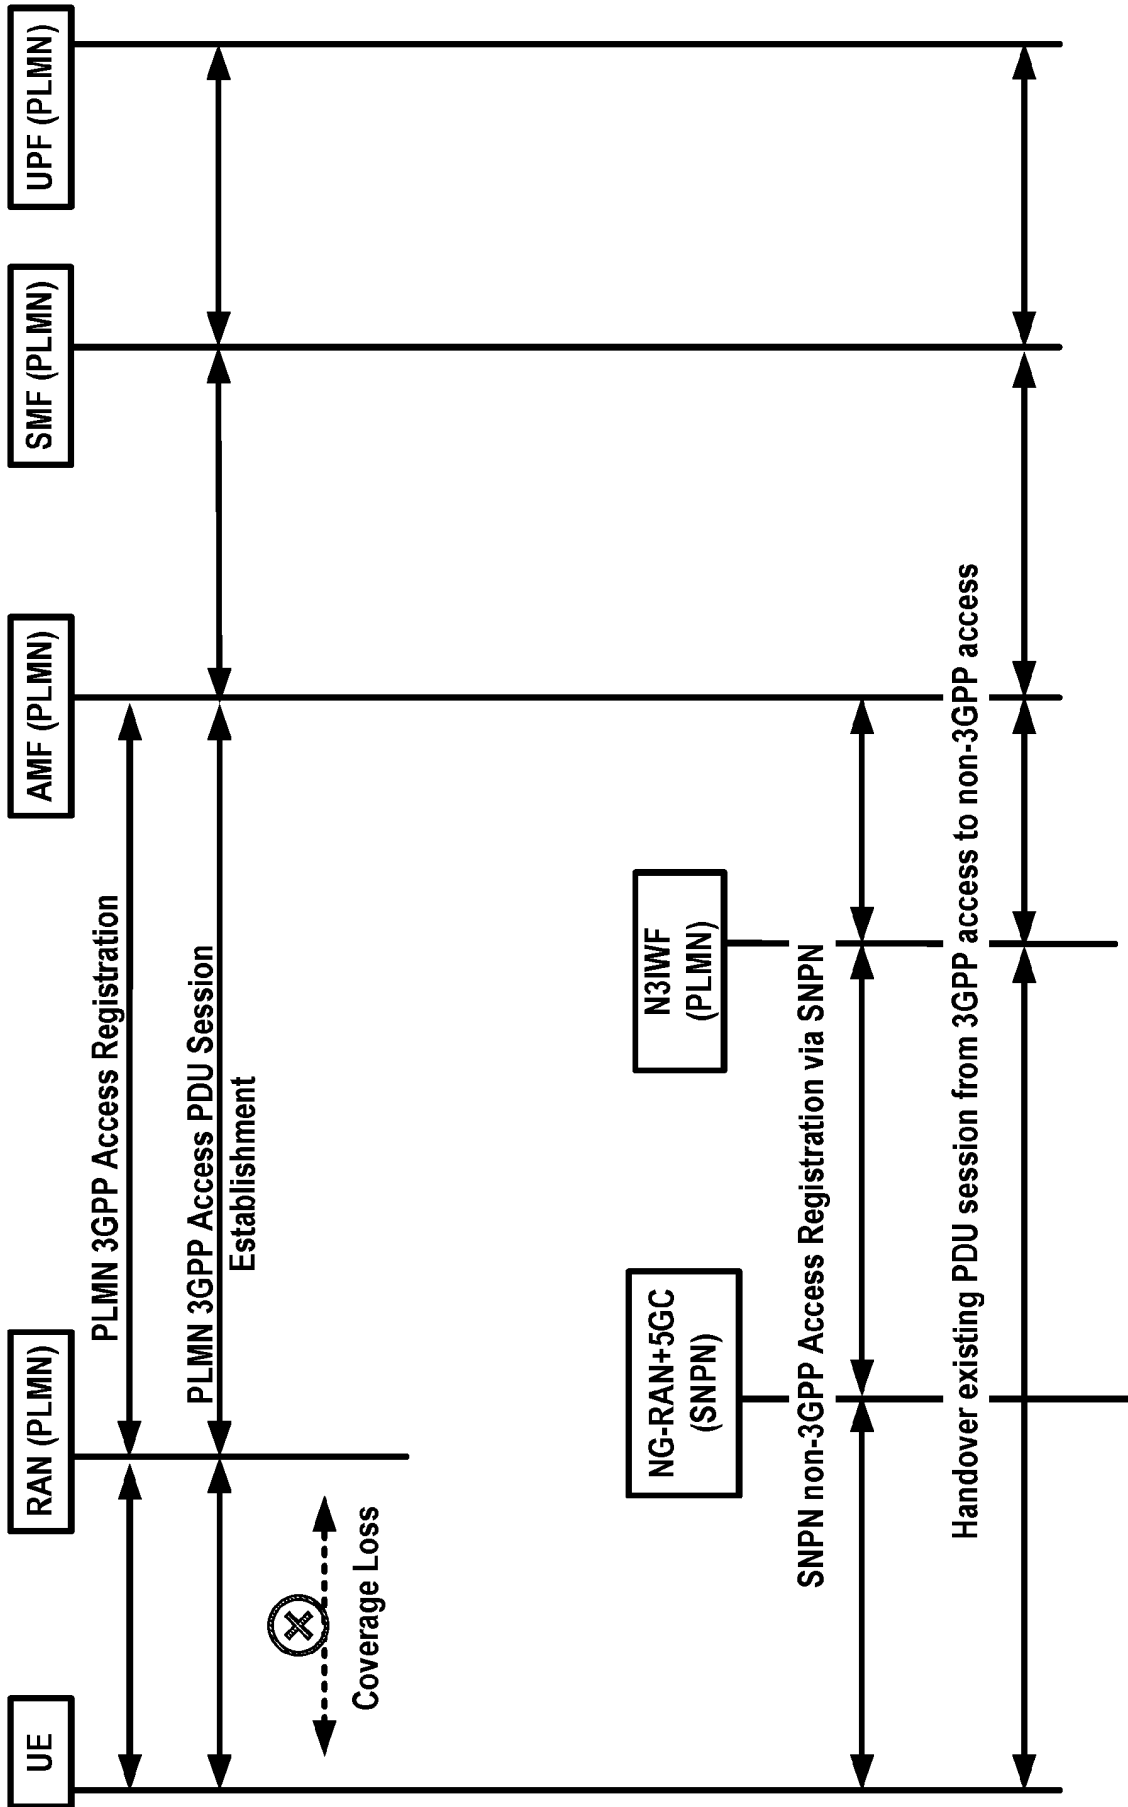 UE
RAN (PLMN)
AMF (PLMN)
SMF (PLMN)
UPF (PLMN)
PLMN 3GPP Access Registration
PLMN 3GPP Access PDU Session
Establishment
Coverage Loss
NG-RAN+5GC
(SNPN)
N3IWF
(PLMN)
SNPN non-3GPP Access Registration via SNPN
Handover existing PDU session from 3GPP access to non-3GPP access